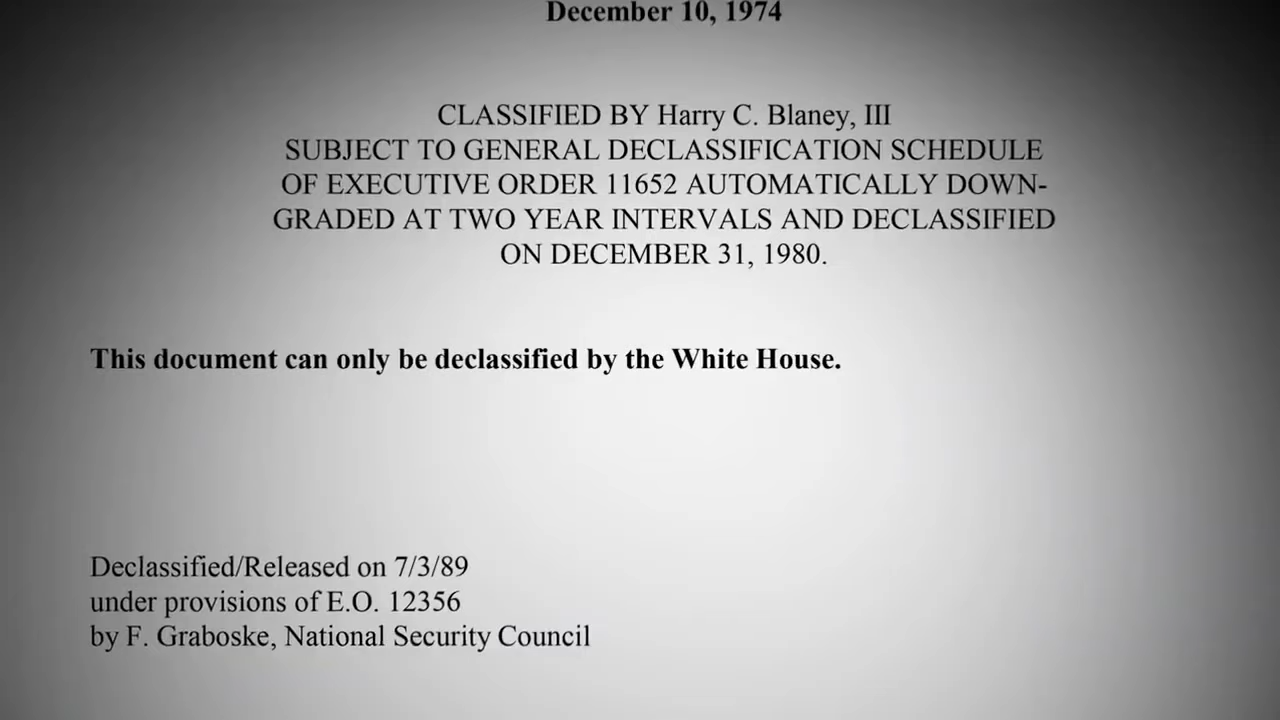 December 10, 1974
CLASSIFIED BY Harry C. Blaney, III
SUBJECT TO GENERAL DECLASSIFICATION SCHEDULE
OF EXECUTIVE ORDER 11652 AUTOMATICALLY DOWN-
GRADED AT TWO YEAR INTERVALS AND DECLASSIFIED
ON DECEMBER 31, 1980.
This document can only be declassified by the White House.
Declassified/Released on 7/3/89
under provisions of E.O. 12356
by F. Graboske, National Security Council